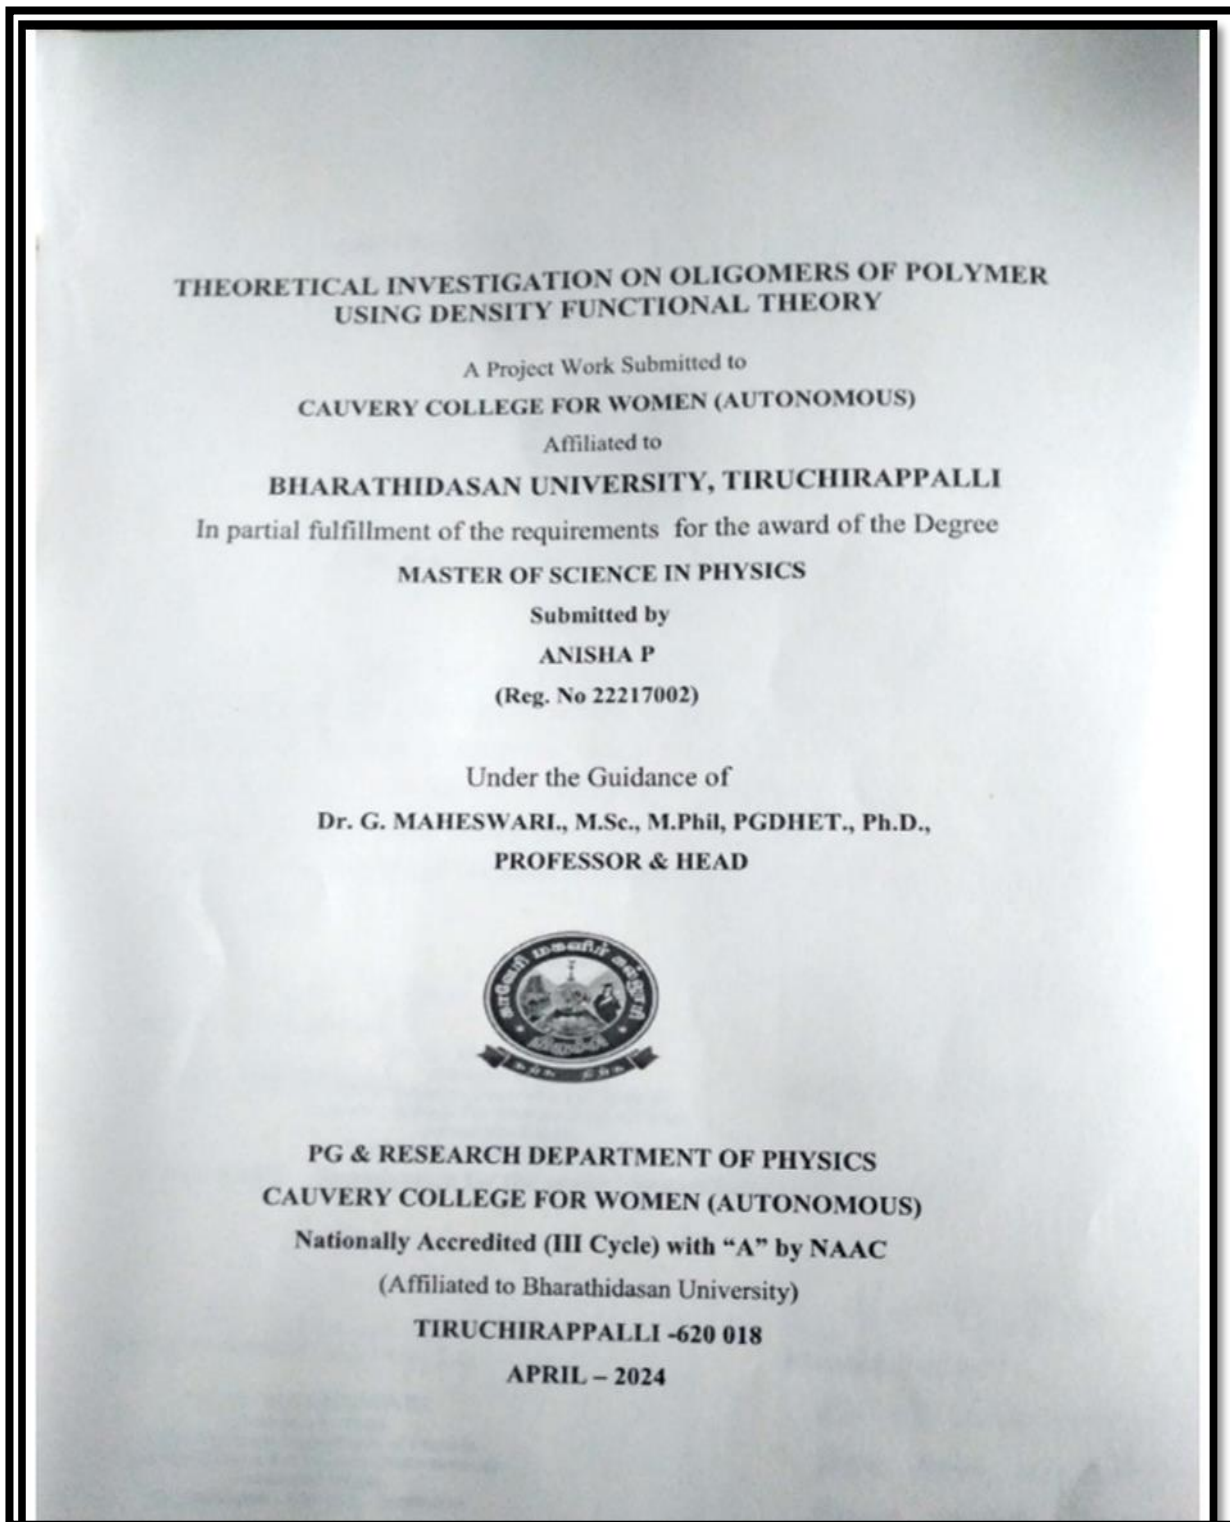 THEORETICAL INVESTIGATION ON OLIGOMERS OF POLYMER
USING DENSITY FUNCTIONAL THEORY
A Project Work Submitted to
CAUVERY COLLEGE FOR WOMEN (AUTONOMOUS)
Affiliated to
BHARATHIDASAN UNIVERSITY, TIRUCHIRAPPALLI
In partial fulfillment of the requirements for the award of the Degree
MASTER OF SCIENCE IN PHYSICS
Submitted by
ANISHA P
(Reg. No 22217002)
Under the Guidance of
Dr. G. MAHESWARI., M.Sc., M.Phil, PGDHET., Ph.D.,
PROFESSOR & HEAD
காவேரி மகளிர் கல்லூரி
PG & RESEARCH DEPARTMENT OF PHYSICS
CAUVERY COLLEGE FOR WOMEN (AUTONOMOUS)
Nationally Accredited (III Cycle) with “A” by NAAC
(Affiliated to Bharathidasan University)
TIRUCHIRAPPALLI -620 018
APRIL – 2024